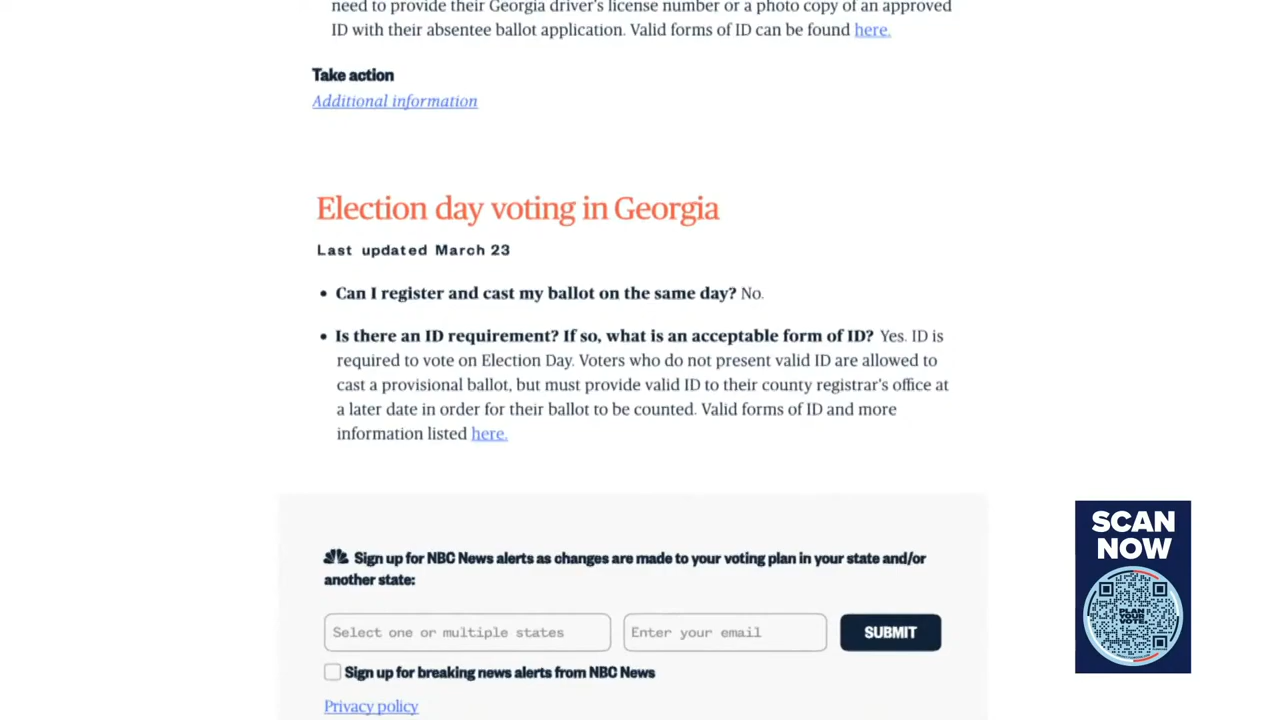 need to provide their Georgia driver's license number or a photo copy of an approved
ID with their absentee ballot application. Valid forms of ID can be found here.
Take action
Additional information
Election day voting in Georgia
Last updated March 23
• Can I register and cast my ballot on the same day? No.
• Is there an ID requirement? If so, what is an acceptable form of ID? Yes. ID is
required to vote on Election Day. Voters who do not present valid ID are allowed to
cast a provisional ballot, but must provide valid ID to their county registrar's office at
a later date in order for their ballot to be counted. Valid forms of ID and more
information listed here.
Sign up for NBC News alerts as changes are made to your voting plan in your state and/or
another state:
Select one or multiple states
Enter your email
SUBMIT
Sign up for breaking news alerts from NBC News
Privacy policy
SCAN
NOW
PLAN
YOUR
VOTE.